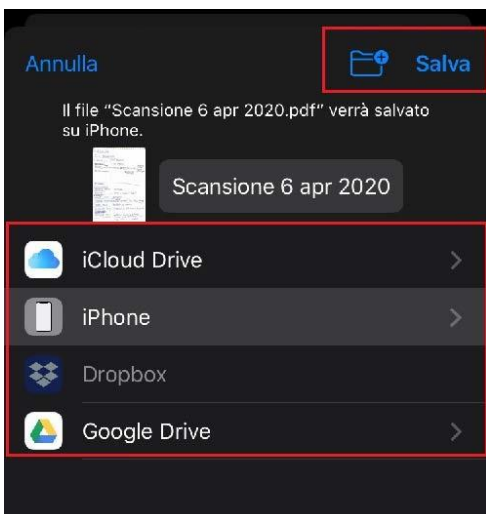 Annulla
Salva
Il file “Scansione 6 apr 2020.pdf” verrà salvato
su iPhone.
Scansione 6 apr 2020
iCloud Drive
iPhone
Dropbox
Google Drive